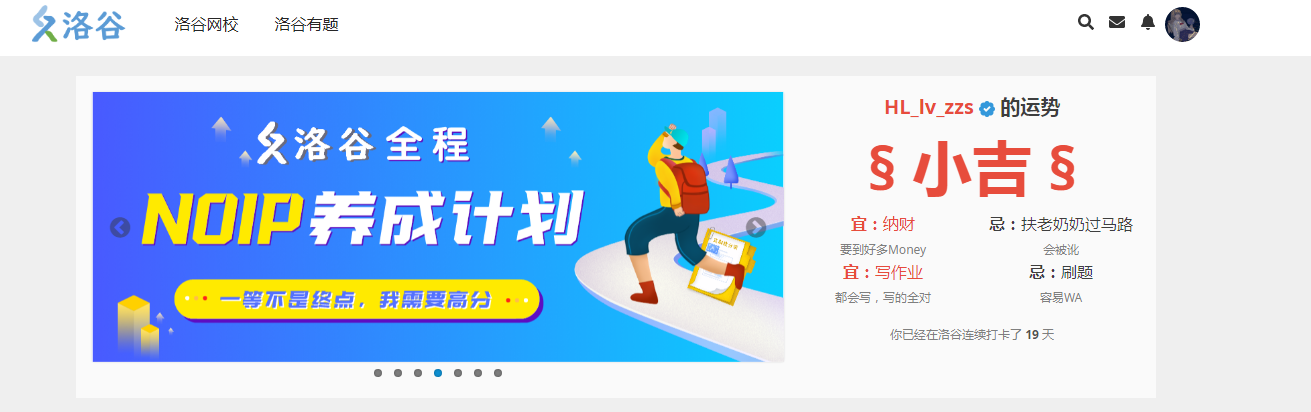 洛谷
洛谷网校
洛谷有题
洛谷 全程
NOIP养成计划
一等不是终点，我需要高分
HL_lv_zzs 的运势
§ 小吉 §
宜：纳财
忌：扶老奶奶过马路
要到好多Money
会被讹
宜：写作业
忌：刷题
都会写，写的全对
容易WA
你已经在洛谷连续打卡了 19 天